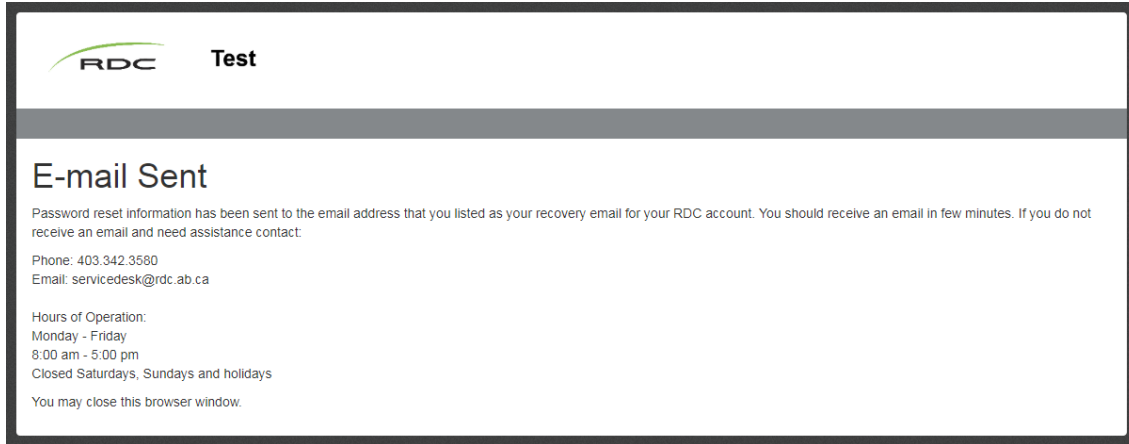 RDC Test
E-mail Sent
Password reset information has been sent to the email address that you listed as your recovery email for your RDC account. You should receive an email in few minutes. If you do not
receive an email and need assistance contact:
Phone: 403.342.3580
Email: servicedesk@rdc.ab.ca
Hours of Operation:
Monday - Friday
8:00 am - 5:00 pm
Closed Saturdays, Sundays and holidays
You may close this browser window.